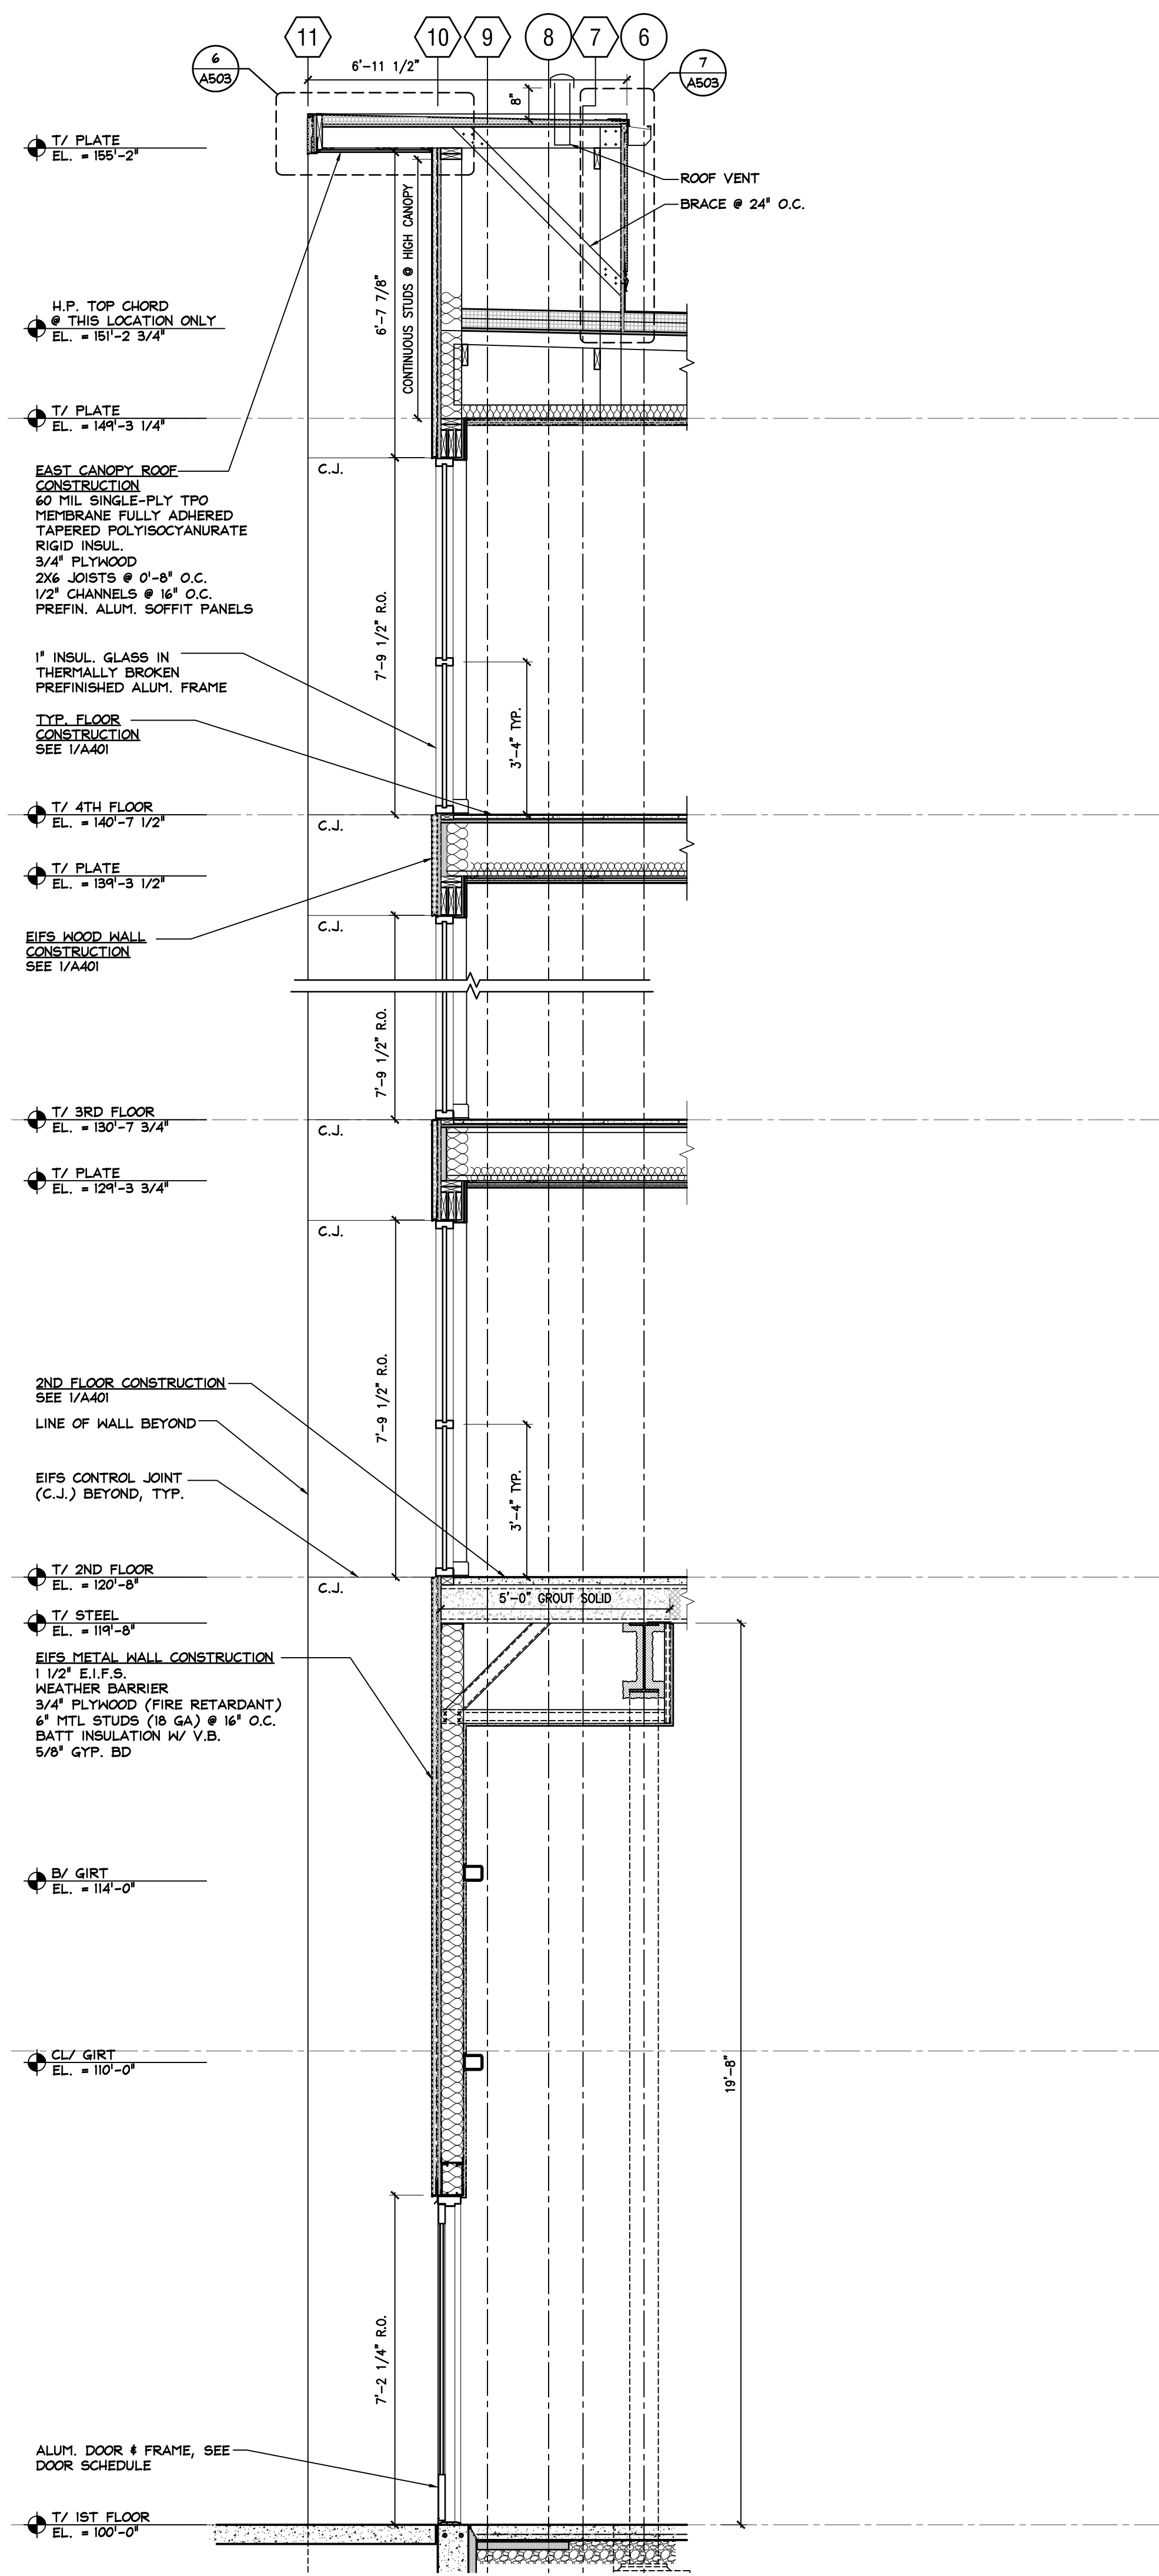 11
10
9
8
7
6
6
A503
7
A503
6'-11 1/2"
8"
T/ PLATE
EL. = 155'-2"
ROOF VENT
BRACE @ 24" O.C.
6'-7 7/8"
CONTINUOUS STUDS @ HIGH CANOPY
H.P. TOP CHORD
@ THIS LOCATION ONLY
EL. = 151'-2 3/4"
T/ PLATE
EL. = 149'-3 1/4"
C.J.
EAST CANOPY ROOF
CONSTRUCTION
60 MIL SINGLE-PLY TPO
MEMBRANE FULLY ADHERED
TAPERED POLYISOCYANURATE
RIGID INSUL.
3/4" PLYWOOD
2X6 JOISTS @ 0'-8" O.C.
1/2" CHANNELS @ 16" O.C.
PREFIN. ALUM. SOFFIT PANELS
7'-9 1/2" R.O.
1" INSUL. GLASS IN
THERMALLY BROKEN
PREFINISHED ALUM. FRAME
3'-4" TYP.
TYP. FLOOR
CONSTRUCTION
SEE 1/A401
T/ 4TH FLOOR
EL. = 140'-7 1/2"
C.J.
T/ PLATE
EL. = 139'-3 1/2"
C.J.
EIFS WOOD WALL
CONSTRUCTION
SEE 1/A401
7'-9 1/2" R.O.
T/ 3RD FLOOR
EL. = 130'-7 3/4"
C.J.
T/ PLATE
EL. = 129'-3 3/4"
C.J.
7'-9 1/2" R.O.
2ND FLOOR CONSTRUCTION
SEE 1/A401
LINE OF WALL BEYOND
3'-4" TYP.
EIFS CONTROL JOINT
(C.J.) BEYOND, TYP.
T/ 2ND FLOOR
EL. = 120'-8"
C.J.
5'-0" GROUT SOLID
T/ STEEL
EL. = 119'-8"
EIFS METAL WALL CONSTRUCTION
1 1/2" E.I.F.S.
WEATHER BARRIER
3/4" PLYWOOD (FIRE RETARDANT)
6" MTL STUDS (18 GA) @ 16" O.C.
BATT INSULATION W/ V.B.
5/8" GYP. BD
B/ GIRT
EL. = 114'-0"
CL/ GIRT
EL. = 110'-0"
19'-8"
7'-2 1/4" R.O.
ALUM. DOOR & FRAME, SEE
DOOR SCHEDULE
T/ 1ST FLOOR
EL. = 100'-0"